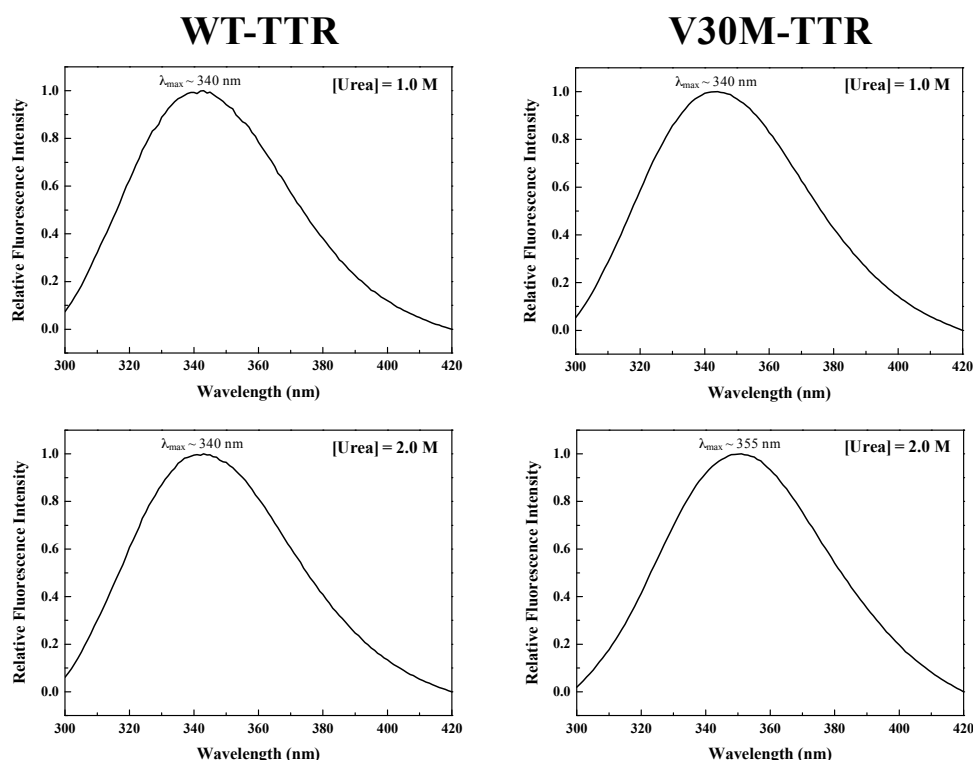 WT-TTR
V30M-TTR
λmax ~ 340 nm
[Urea] = 1.0 M
Relative Fluorescence Intensity
1.0
0.8
0.6
0.4
0.2
0.0
300 320 340 360 380 400 420
Wavelength (nm)
λmax ~ 340 nm
[Urea] = 1.0 M
Relative Fluorescence Intensity
1.0
0.8
0.6
0.4
0.2
0.0
300 320 340 360 380 400 420
Wavelength (nm)
λmax ~ 340 nm
[Urea] = 2.0 M
Relative Fluorescence Intensity
1.0
0.8
0.6
0.4
0.2
0.0
300 320 340 360 380 400 420
Wavelength (nm)
λmax ~ 355 nm
[Urea] = 2.0 M
Relative Fluorescence Intensity
1.0
0.8
0.6
0.4
0.2
0.0
300 320 340 360 380 400 420
Wavelength (nm)